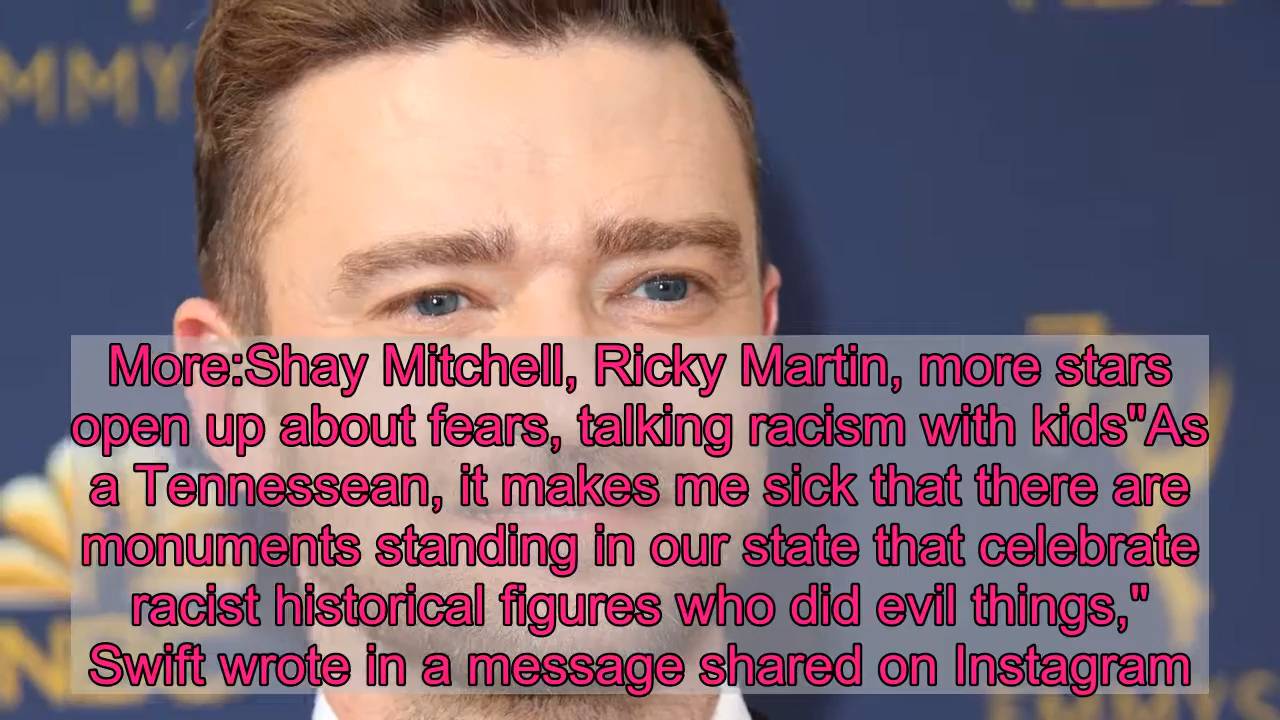 MMY
More:Shay Mitchell, Ricky Martin, more stars
open up about fears, talking racism with kids"As
a Tennessean, it makes me sick that there are
monuments standing in our state that celebrate
racist historical figures who did evil things,"
Swift wrote in a message shared on Instagram
EMMYS